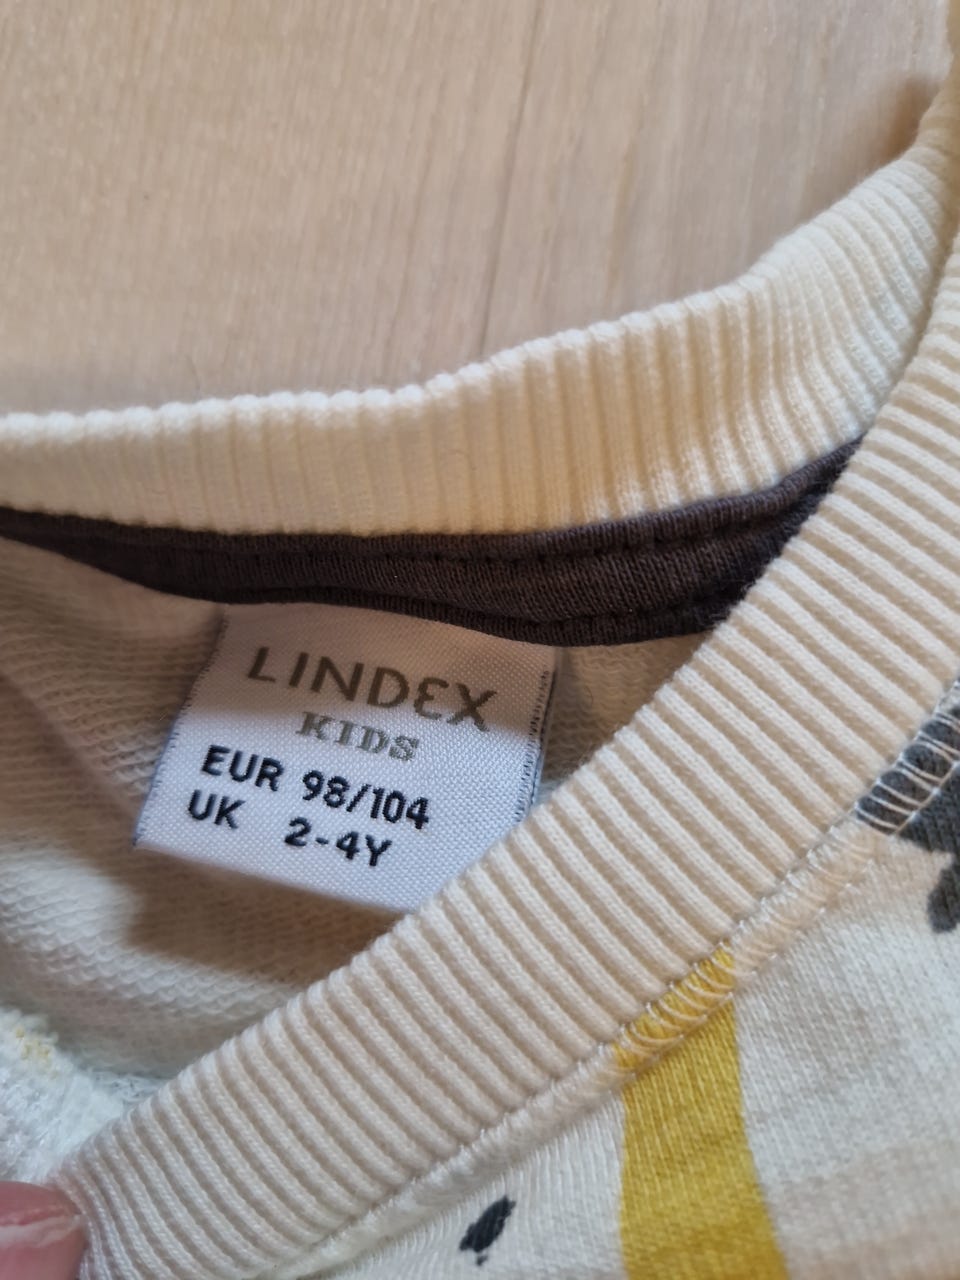 LINDEX
KIDS
EUR 98/104
UK 2-4Y